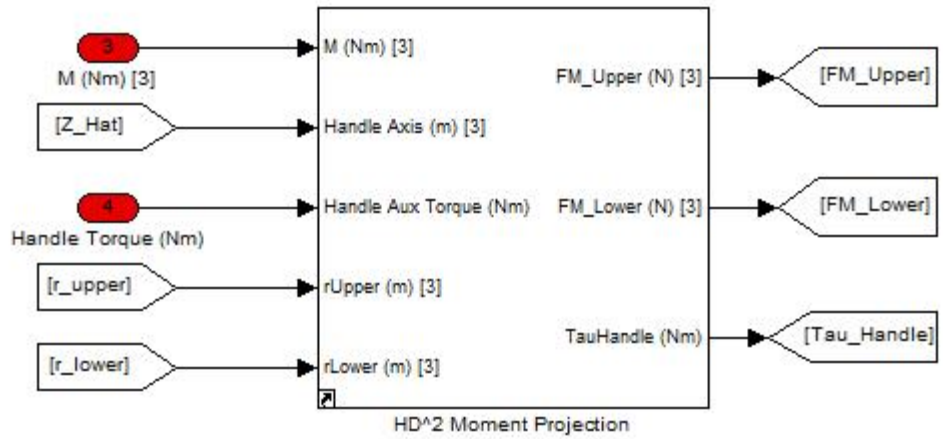 3
M (Nm) [3]
[Z_Hat]
4
Handle Torque (Nm)
[r_upper]
[r_lower]
M (Nm) [3]
Handle Axis (m) [3]
Handle Aux Torque (Nm)
rUpper (m) [3]
rLower (m) [3]
FM_Upper (N) [3]
FM_Lower (N) [3]
TauHandle (Nm)
HD^2 Moment Projection
[FM_Upper]
[FM_Lower]
[Tau_Handle]